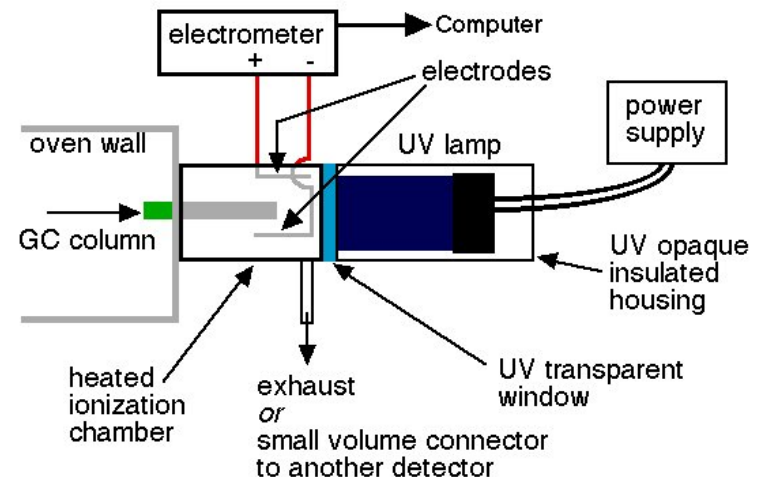 electrometer
+ -
Computer
electrodes
power
supply
oven wall
UV lamp
GC column
UV opaque
insulated
housing
heated
ionization
chamber
exhaust
or
small volume connector
to another detector
UV transparent
window